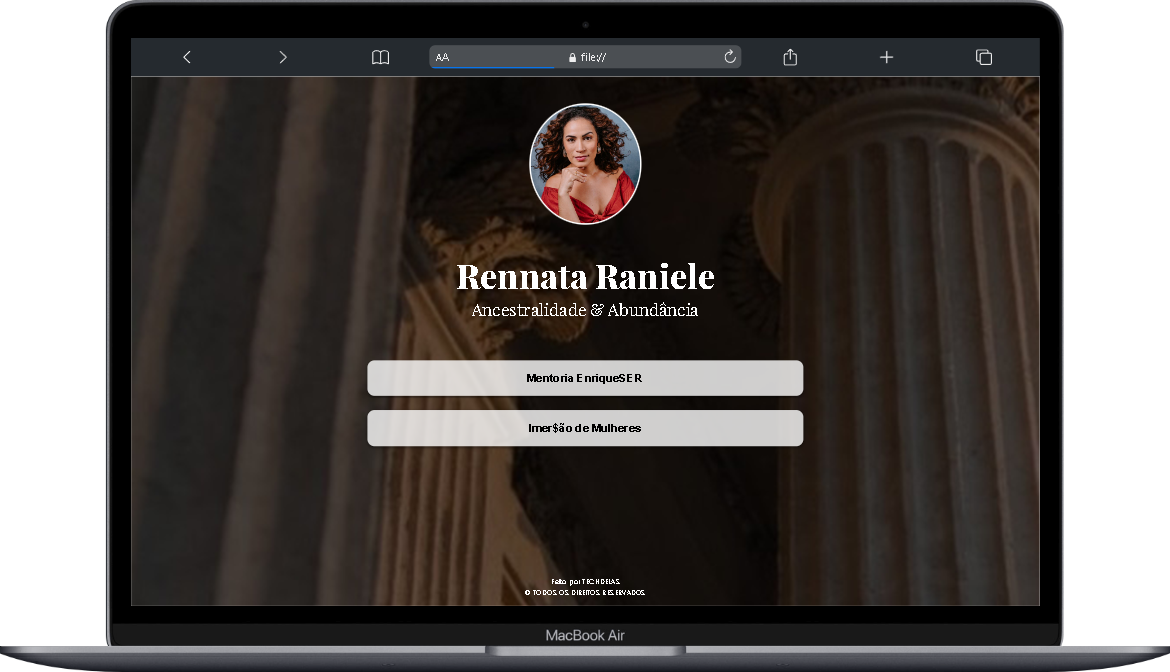 AA
file://
Rennata Raniele
Ancestralidade & Abundância
Mentoria EnriqueSER
Imer$ão de Mulheres
Feito por TECHDEIAS.
© TODOS. OS. DIREITOS. RESERVADOS.
MacBook Air